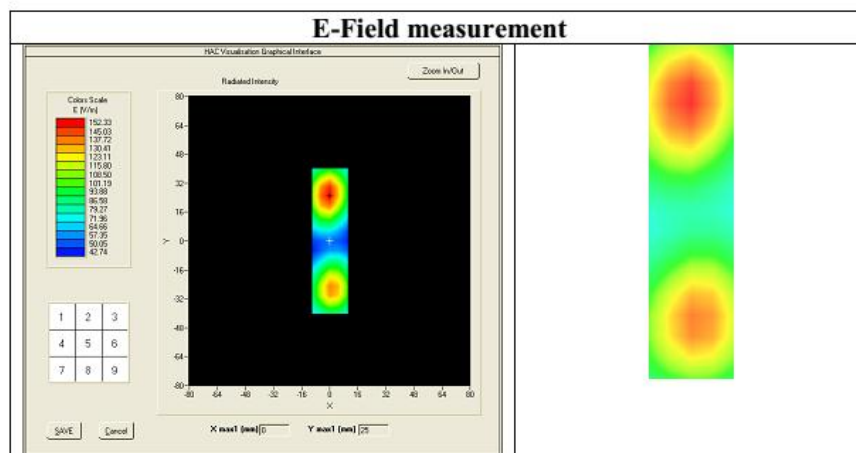 E-Field measurement
HAC Visualisation Graphical Interface
Zoom In/Out
Radiated Intensity
Colors Scale
E (V/m)
152.33
145.03
137.72
130.41
123.11
115.80
108.50
101.19
93.88
86.58
79.27
71.96
64.66
57.35
50.05
42.74
80
64
48
32
16
Y 0
-16
-32
-48
-64
-80
-80 -64 -48 -32 -16 0 16 32 48 64 80
X
1 2 3
4 5 6
7 8 9
SAVE Cancel X max1 (mm) 0 Y max1 (mm) 25